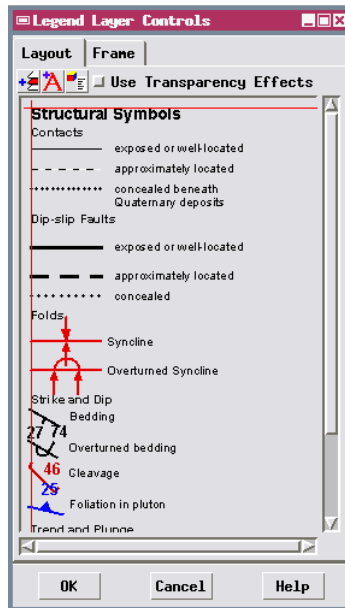 Legend Layer Controls
Layout Frame
Use Transparency Effects
Structural Symbols
Contacts
exposed or well-located
approximately located
concealed beneath
Quaternary deposits
Dip-slip Faults
exposed or well-located
approximately located
concealed
Folds
Syncline
Overturned Syncline
Strike and Dip
Bedding
27 74
Overturned bedding
46 Cleavage
25
Foliation in pluton
Trend and Plunge
OK Cancel Help